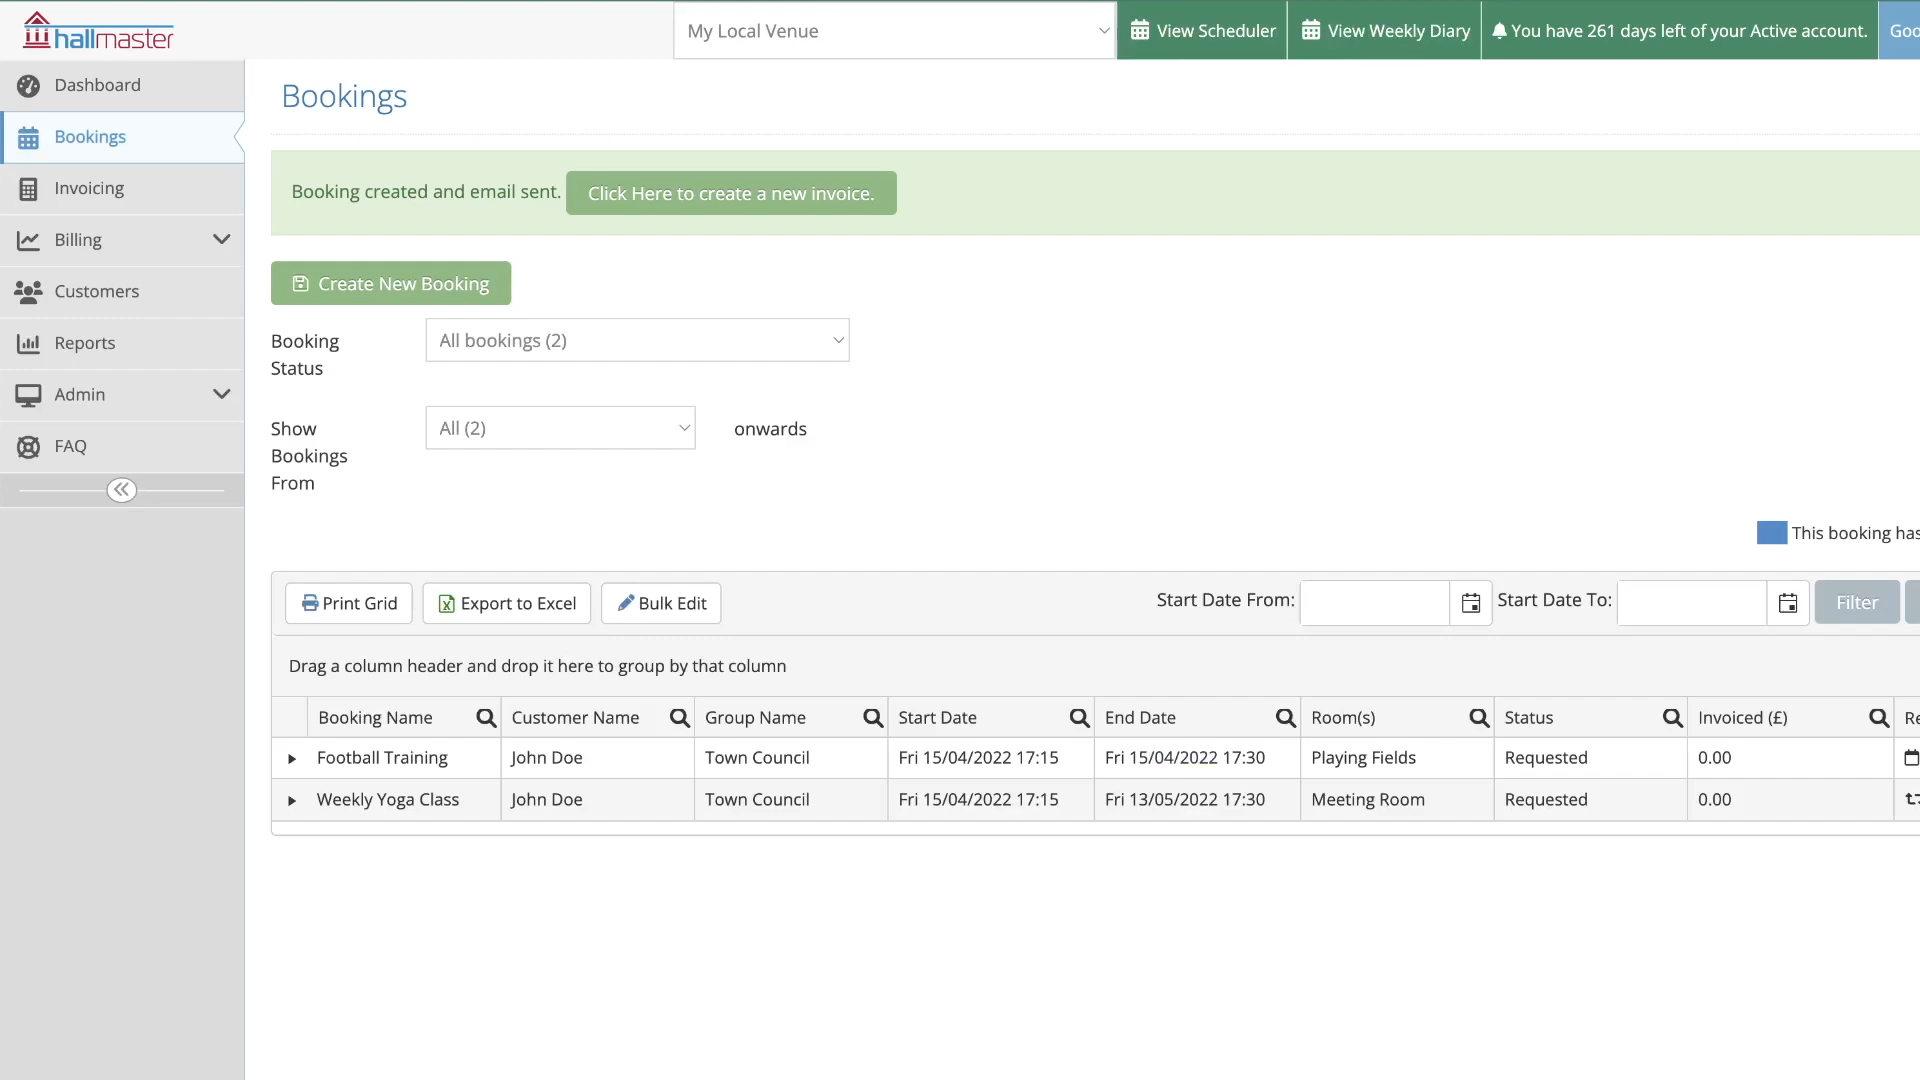 hallmaster
My Local Venue
View Scheduler
View Weekly Diary
You have 261 days left of your Active account.
Goo
Dashboard
Bookings
Invoicing
Billing
Customers
Reports
Admin
FAQ
Bookings
Booking created and email sent. Click Here to create a new invoice.
Create New Booking
Booking Status
All bookings (2)
Show Bookings From
All (2)
onwards
This booking has
Print Grid
Export to Excel
Bulk Edit
Start Date From:
Start Date To:
Filter
Drag a column header and drop it here to group by that column
Booking Name Customer Name Group Name Start Date End Date Room(s) Status Invoiced (£) Re
Football Training John Doe Town Council Fri 15/04/2022 17:15 Fri 15/04/2022 17:30 Playing Fields Requested 0.00
Weekly Yoga Class John Doe Town Council Fri 15/04/2022 17:15 Fri 13/05/2022 17:30 Meeting Room Requested 0.00